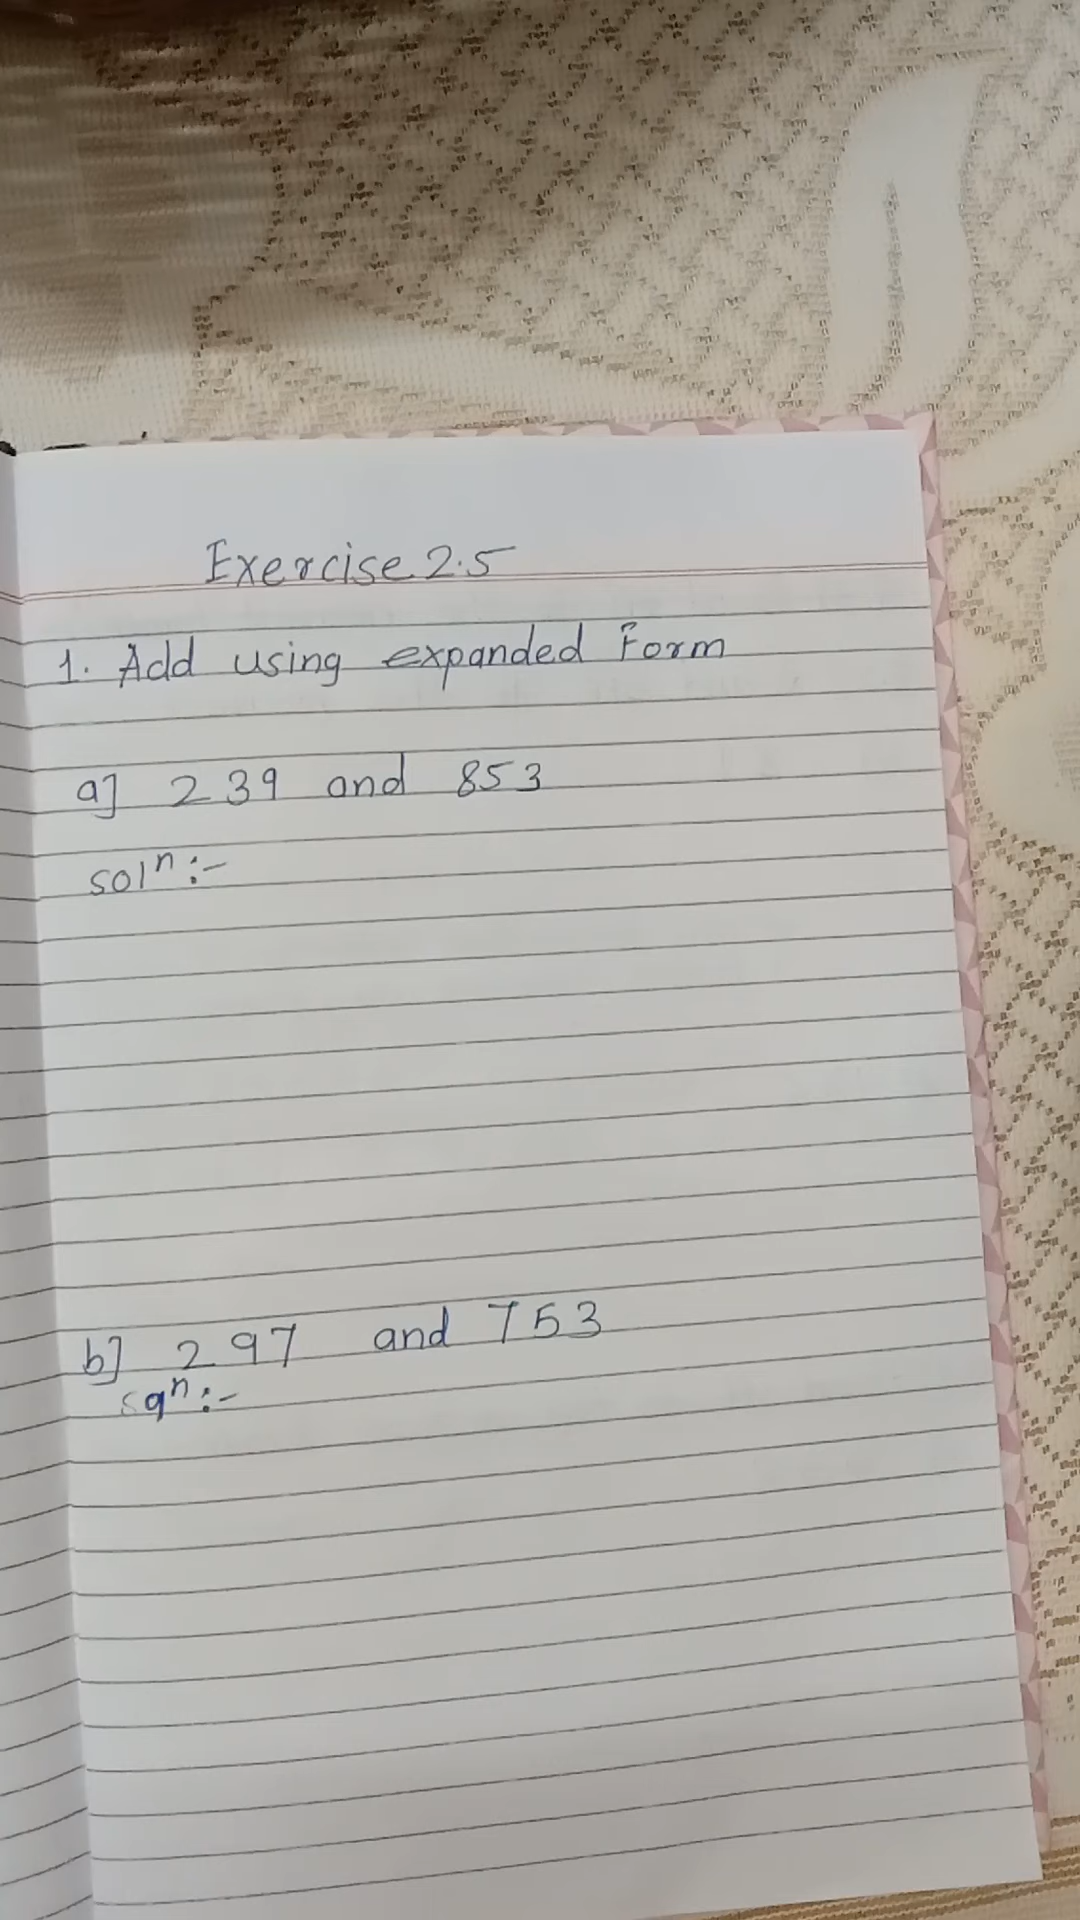 Exercise 2.5
1. Add using expanded Form
a] 239 and 853
solⁿ :-
b] 297 and 753
sqⁿ :-